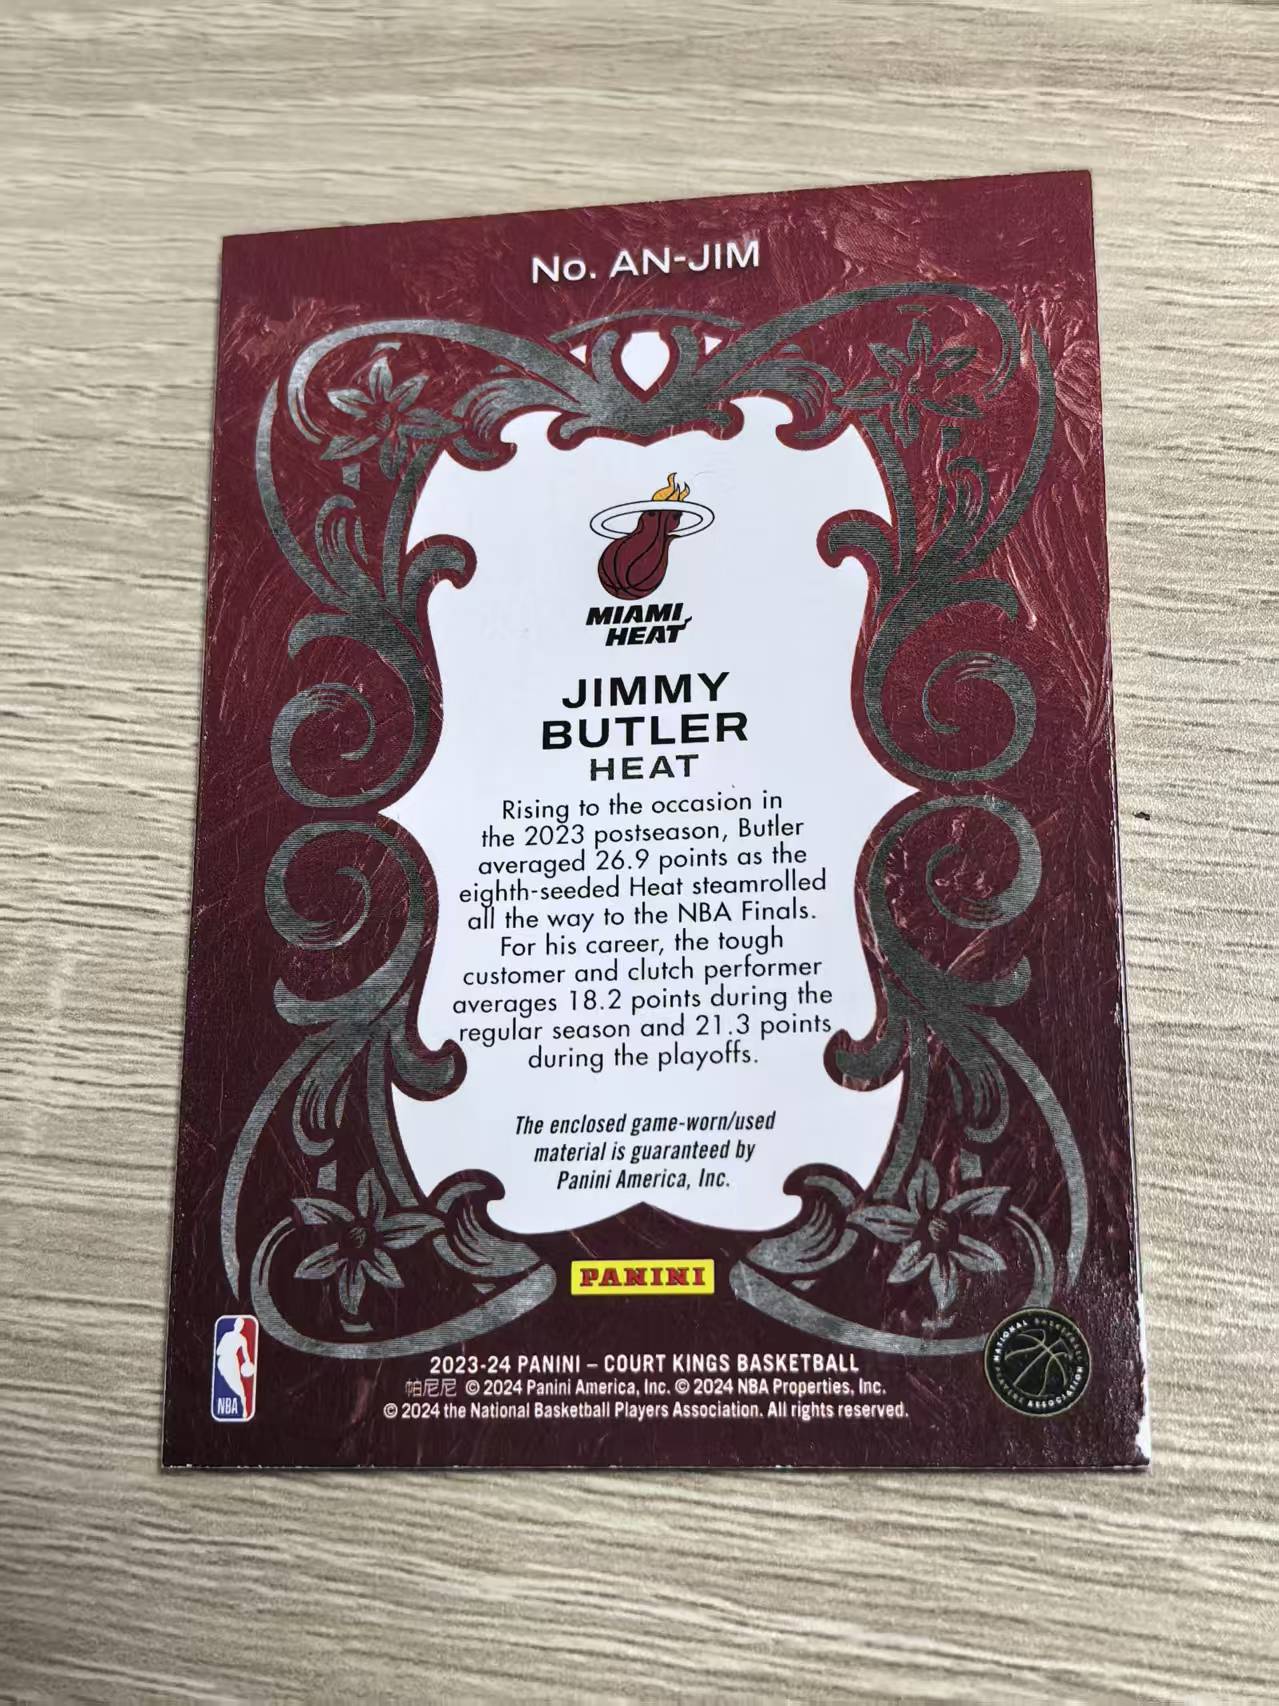 No. AN-JIM
MIAMI
HEAT
JIMMY
BUTLER
HEAT
Rising to the occasion in
the 2023 postseason, Butler
averaged 26.9 points as the
eighth-seeded Heat steamrolled
all the way to the NBA Finals.
For his career, the tough
customer and clutch performer
averages 18.2 points during the
regular season and 21.3 points
during the playoffs.
The enclosed game-worn/used
material is guaranteed by
Panini America, Inc.
PANINI
NBA
NATIONAL BASKETBALL
PLAYERS ASSOCIATION
2023-24 PANINI – COURT KINGS BASKETBALL
帕尼尼 © 2024 Panini America, Inc. © 2024 NBA Properties, Inc.
© 2024 the National Basketball Players Association. All rights reserved.